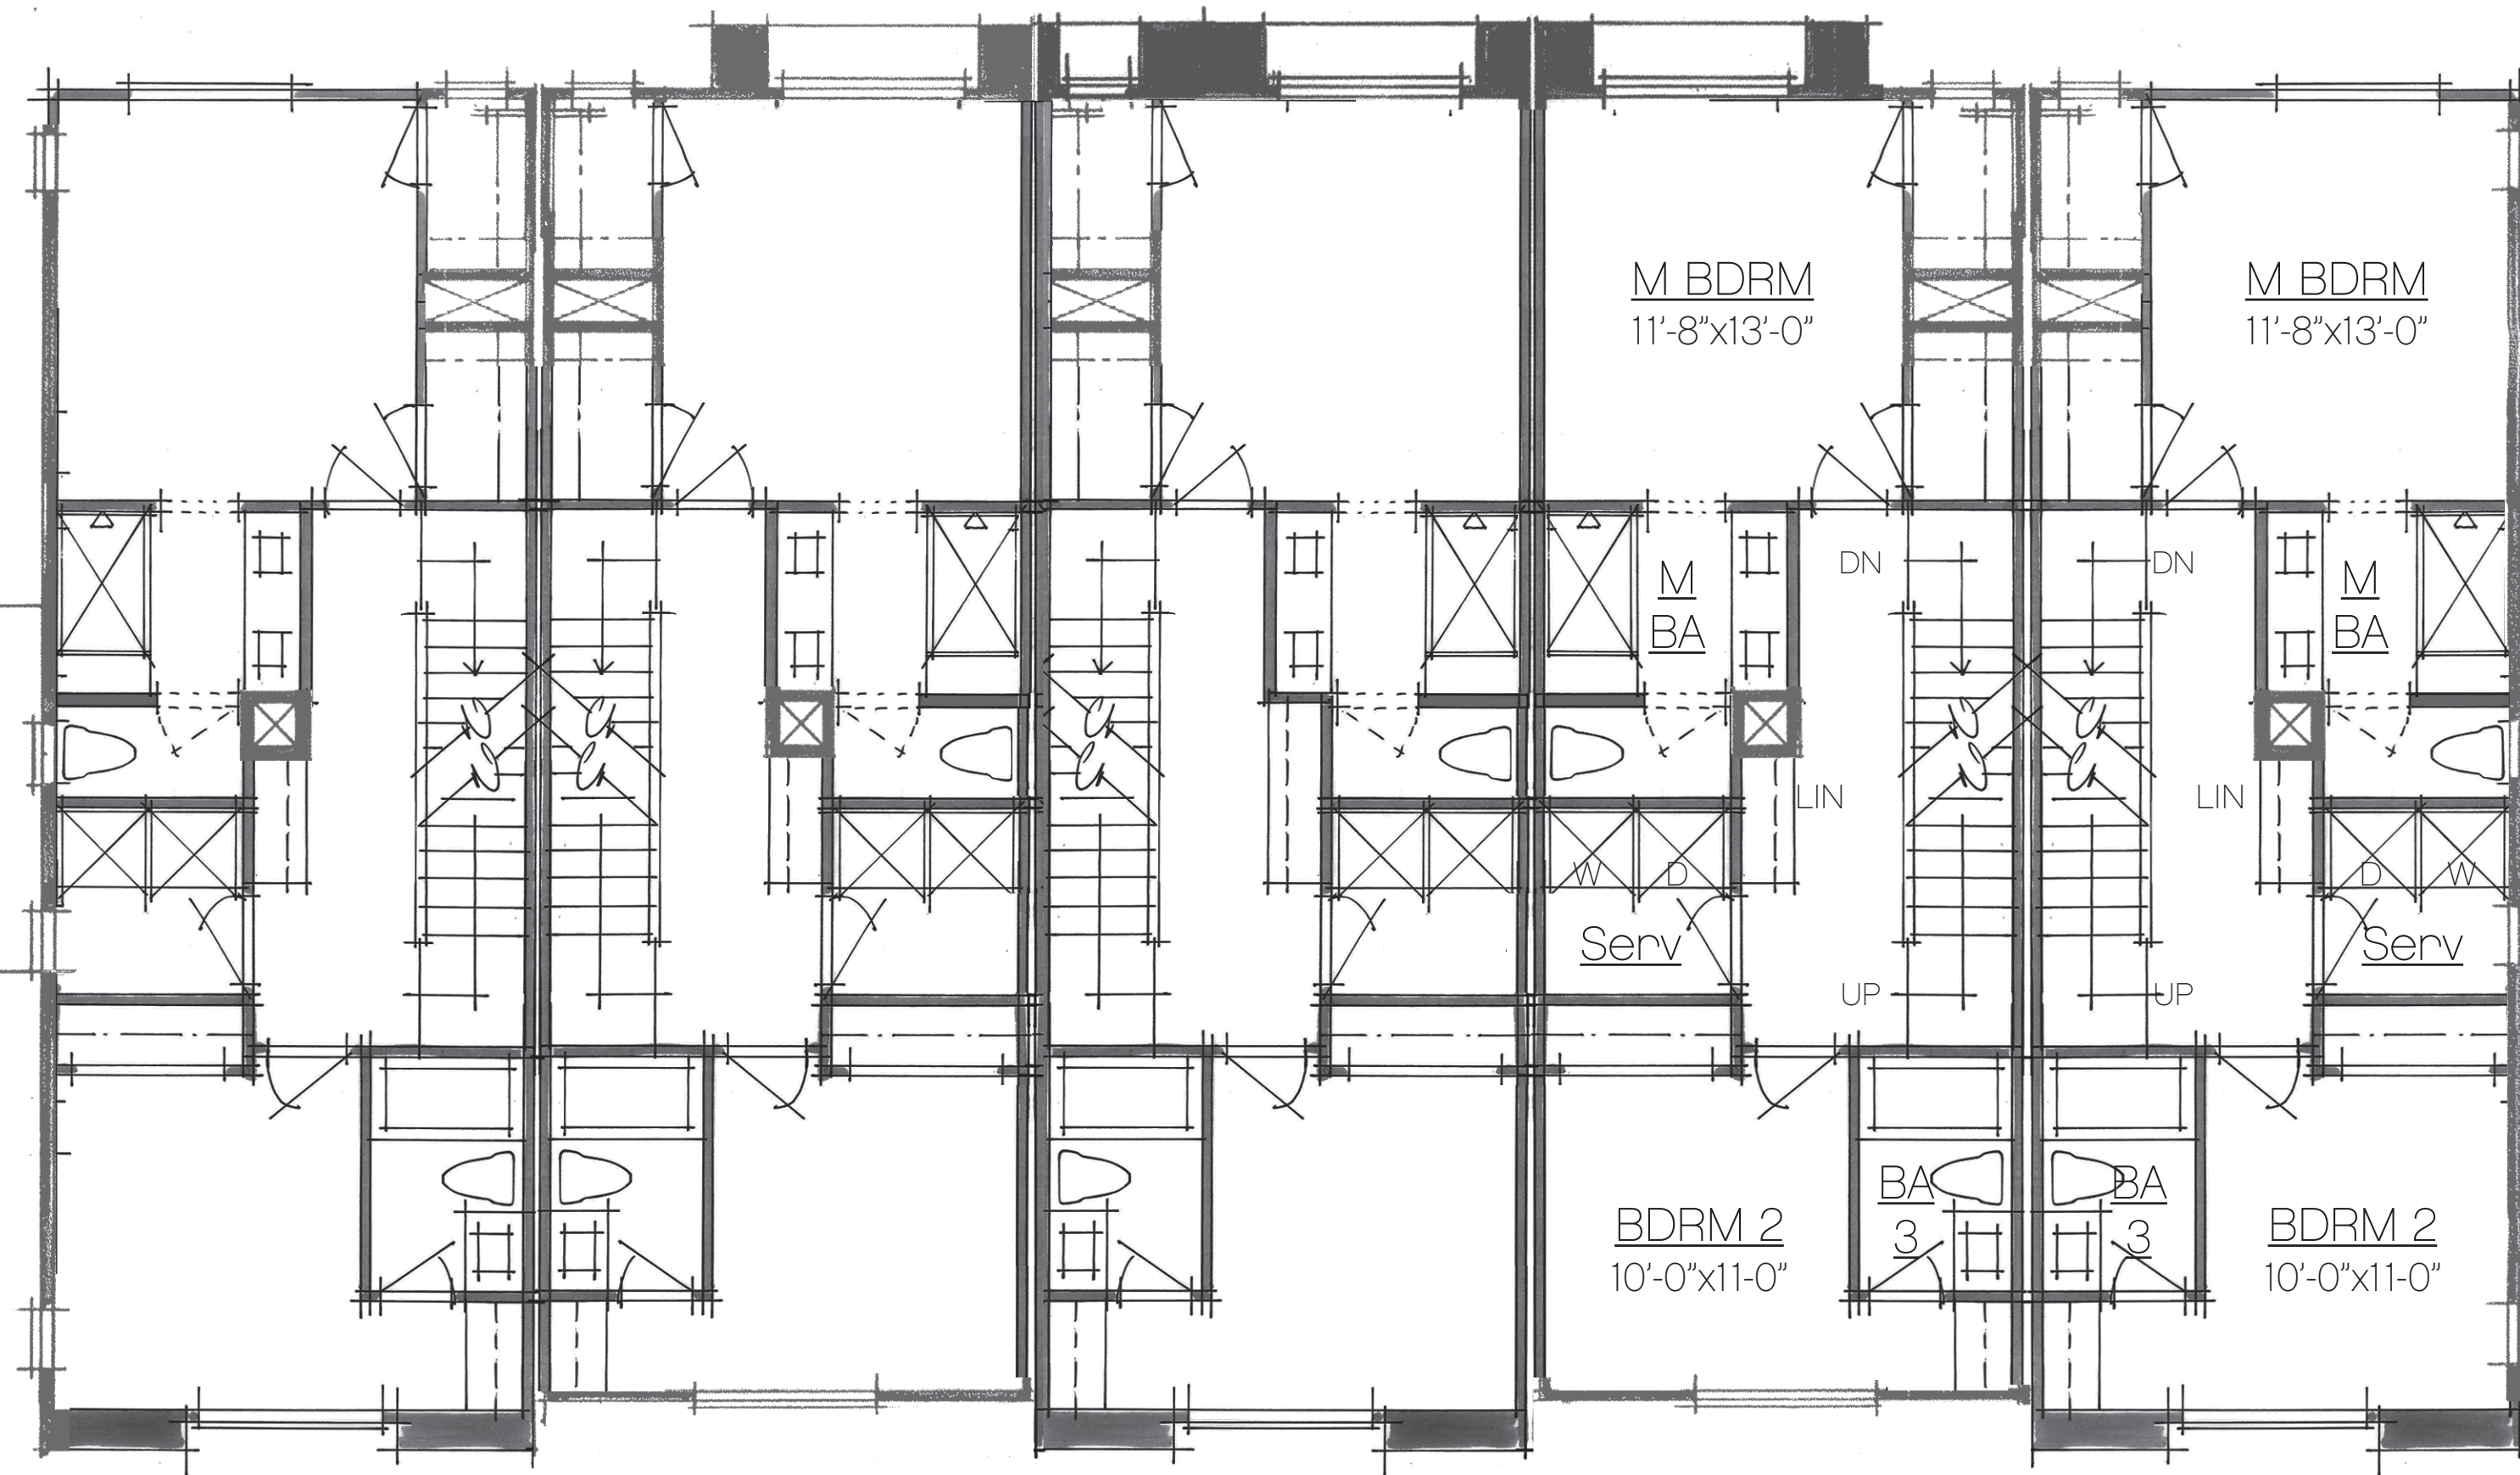 M BDRM
11'-8"x13'-0"
M BDRM
11'-8"x13'-0"
DN
DN
M
BA
M
BA
LIN
LIN
W
D
D
W
Serv
Serv
UP
UP
BA
3
BA
3
BDRM 2
10'-0"x11-0"
BDRM 2
10'-0"x11-0"